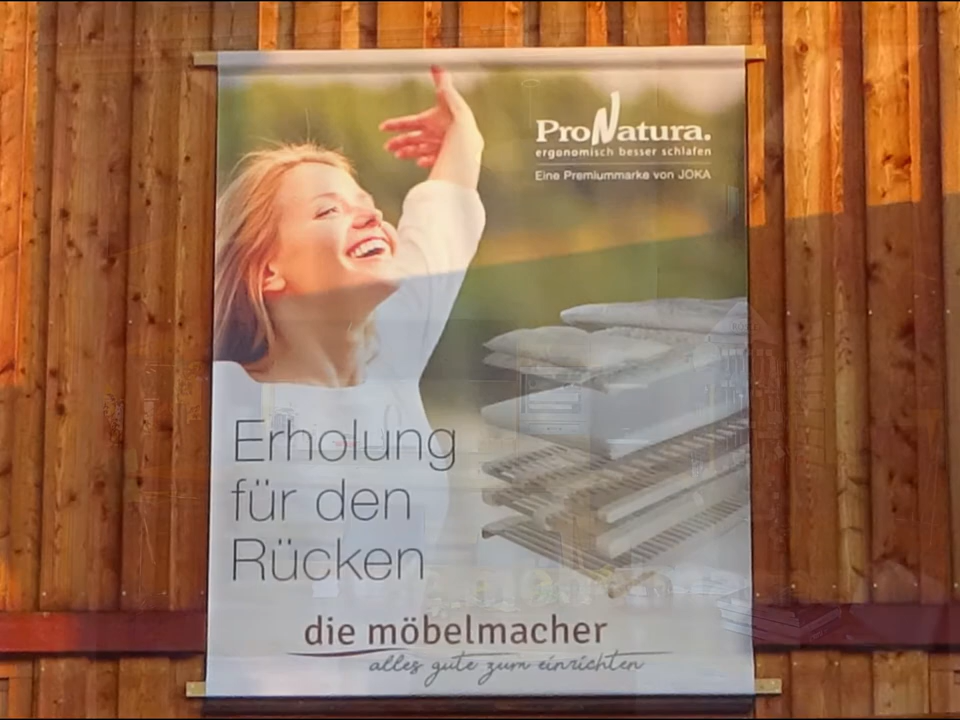 ProNatura.
ergonomisch besser schlafen
Eine Premiummarke von JOKA
Erholung
für den
Rücken
die möbelmacher
alles gute zum einrichten